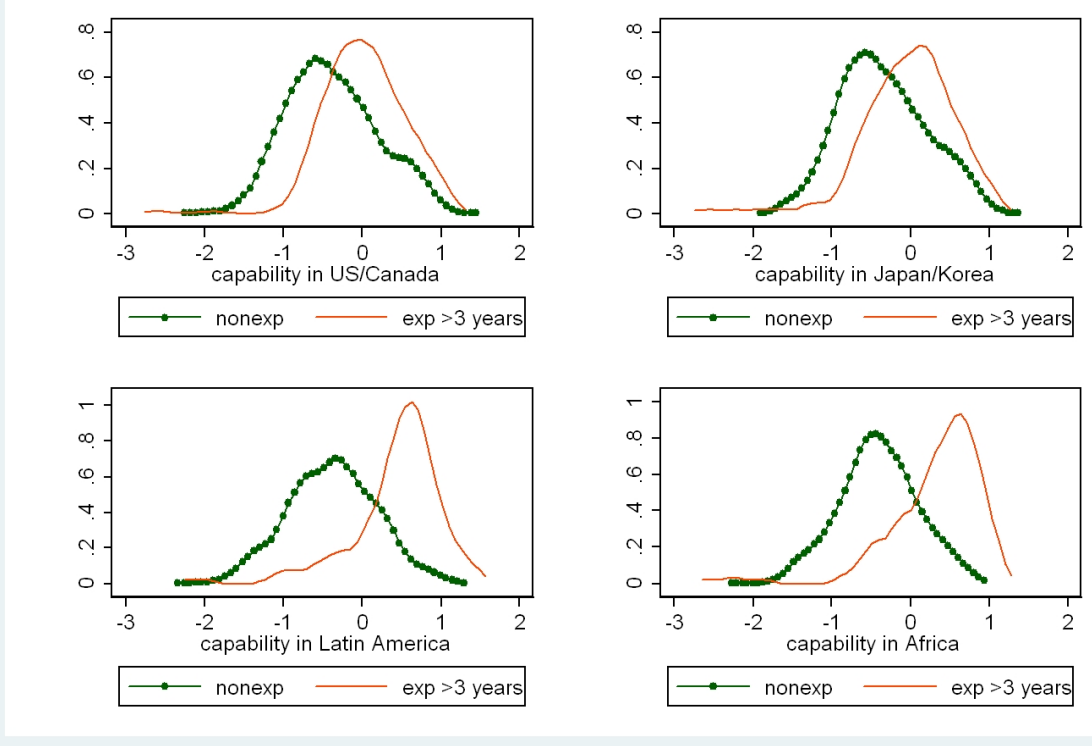 .8
.6
.4
.2
0
-3 -2 -1 0 1 2
capability in US/Canada
nonexp exp >3 years
.8
.6
.4
.2
0
-3 -2 -1 0 1 2
capability in Japan/Korea
nonexp exp >3 years
1
.8
.6
.4
.2
0
-3 -2 -1 0 1 2
capability in Latin America
nonexp exp >3 years
1
.8
.6
.4
.2
0
-3 -2 -1 0 1 2
capability in Africa
nonexp exp >3 years